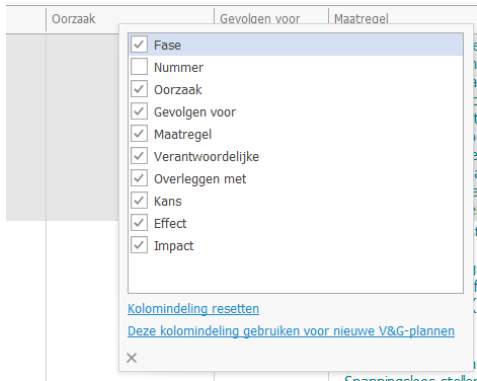 Oorzaak Gevolgen voor Maatregel
Fase
Nummer
Oorzaak
Gevolgen voor
Maatregel
Verantwoordelijke
Overleggen met
Kans
Effect
Impact
Kolomindeling resetten
Deze kolomindeling gebruiken voor nieuwe V&G-plannen